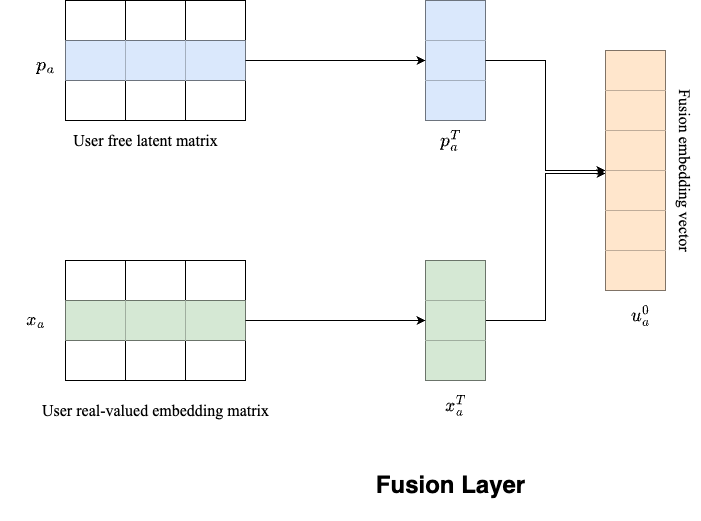 p_a
User free latent matrix
p_a^T
Fusion embedding vector
u_a^0
x_a
User real-valued embedding matrix
x_a^T
Fusion Layer